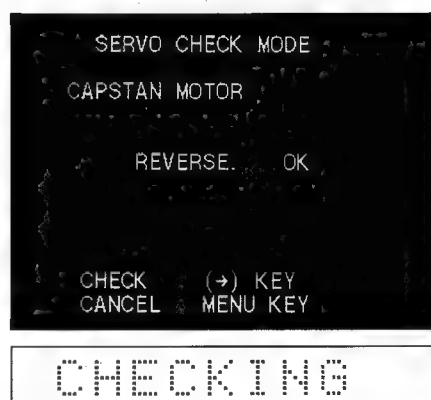 SERVO CHECK MODE
CAPSTAN MOTOR
REVERSE. OK
CHECK (→) KEY
CANCEL MENU KEY
CHECKING